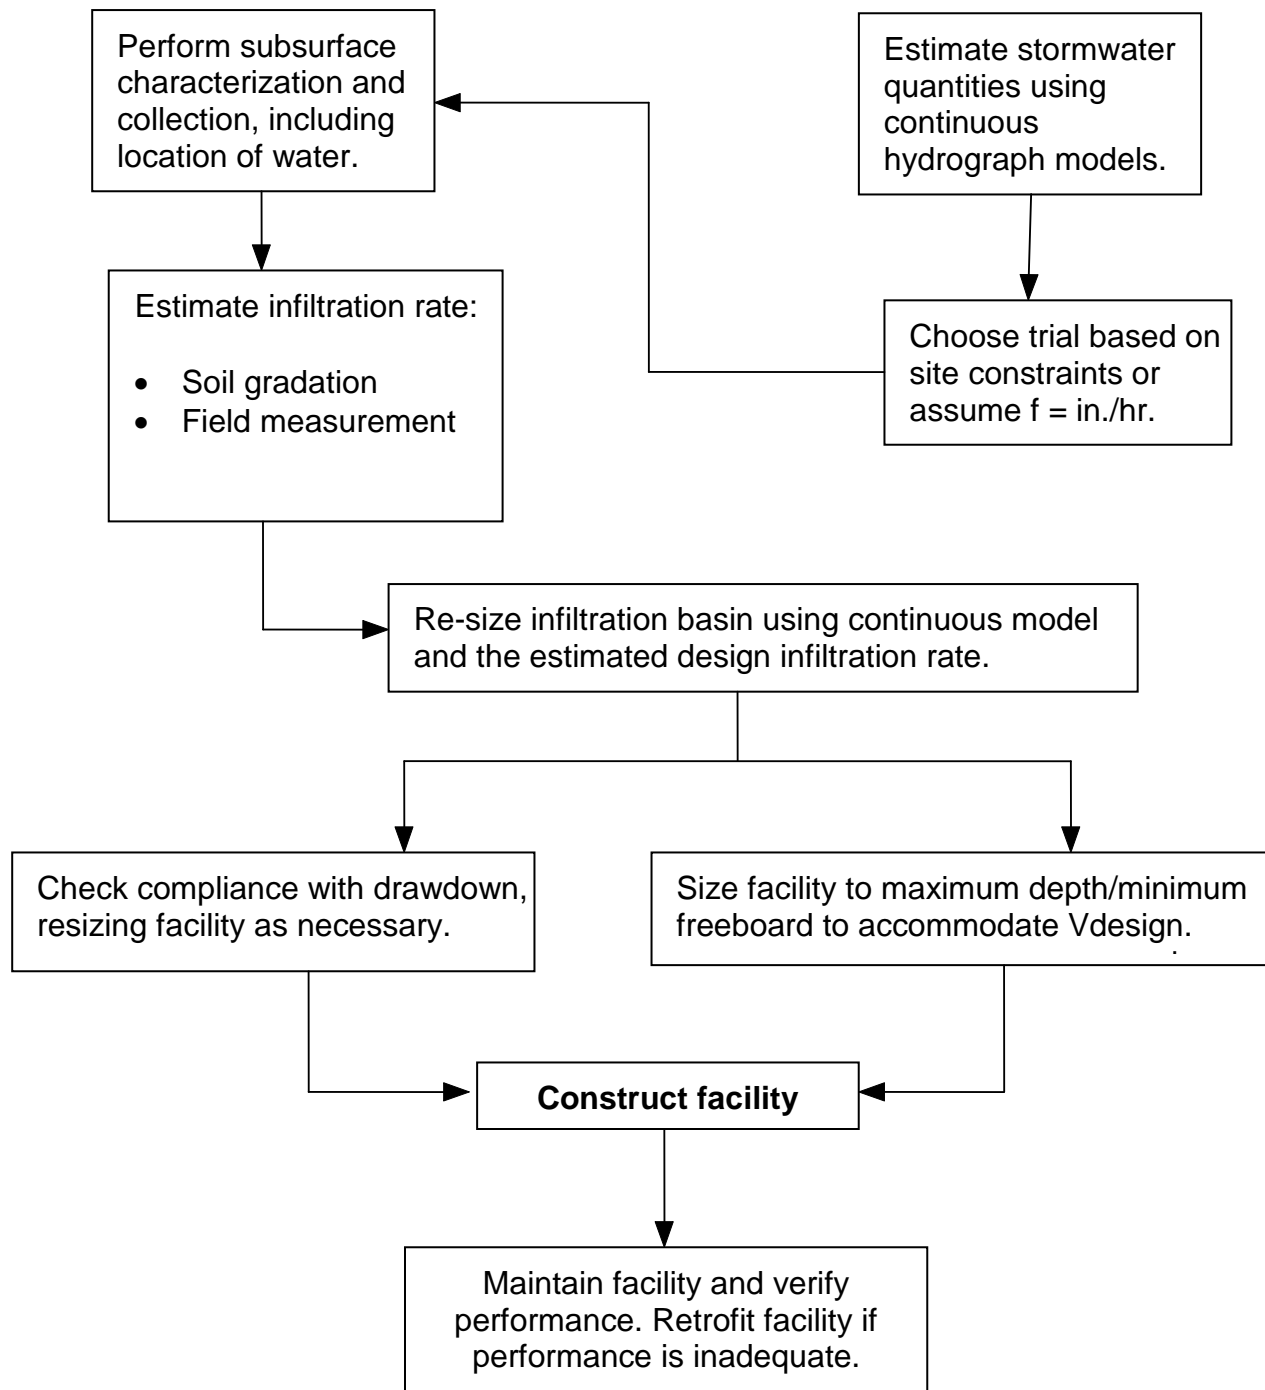 Perform subsurface
characterization and
collection, including
location of water.
Estimate stormwater
quantities using
continuous
hydrograph models.
Estimate infiltration rate:
• Soil gradation
• Field measurement
Choose trial based on
site constraints or
assume f = in./hr.
Re-size infiltration basin using continuous model
and the estimated design infiltration rate.
Check compliance with drawdown,
resizing facility as necessary.
Size facility to maximum depth/minimum
freeboard to accommodate Vdesign.
.
Construct facility
Maintain facility and verify
performance. Retrofit facility if
performance is inadequate.